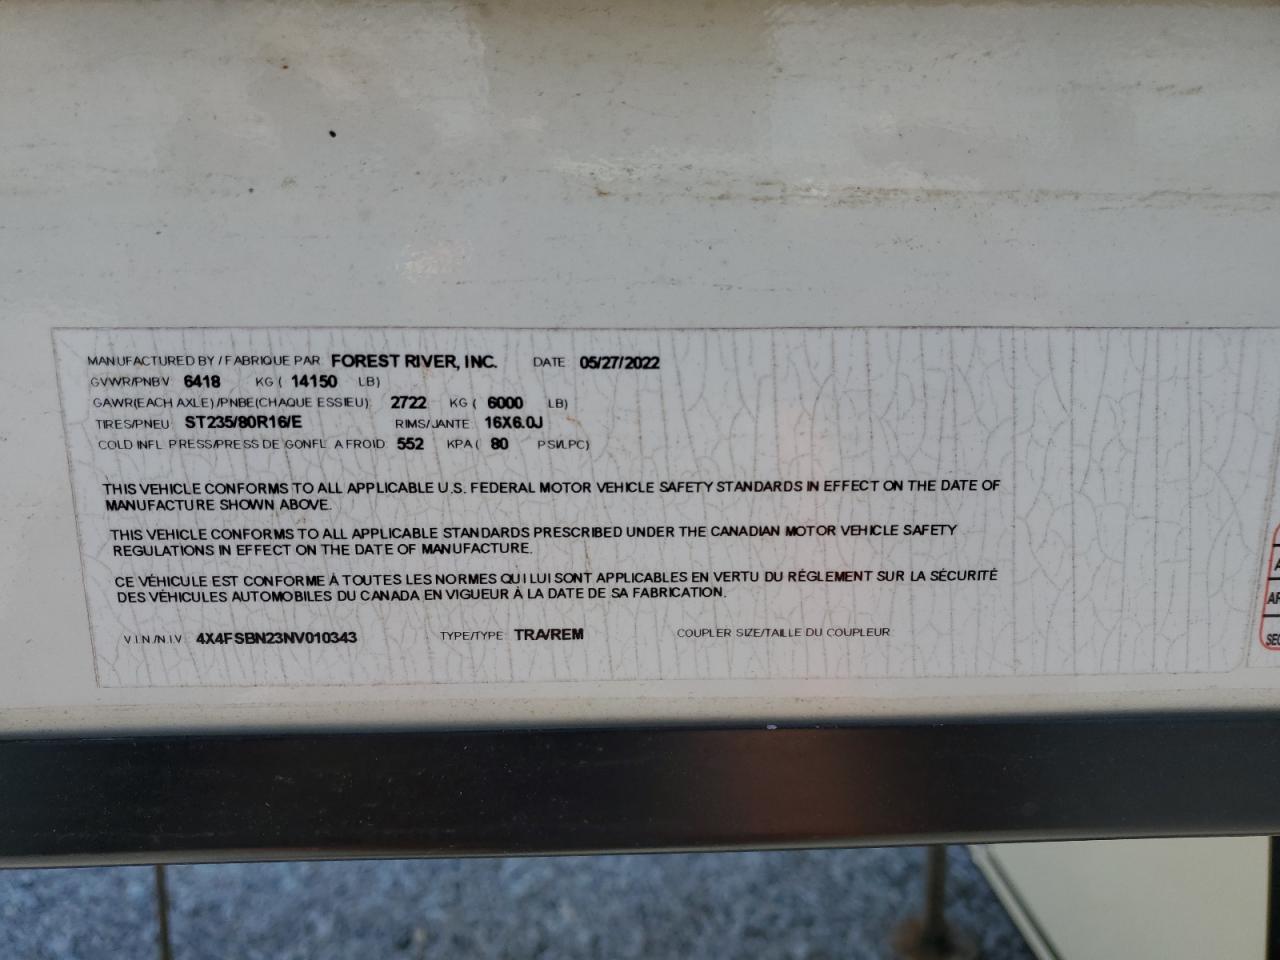 MANUFACTURED BY / FABRIQUE PAR FOREST RIVER, INC. DATE 05/27/2022
GVWR/PNBV 6418 KG ( 14150 LB)
GAWR(EACH AXLE)/PNBE(CHAQUE ESSIEU) 2722 KG ( 6000 LB)
TIRES/PNEU ST235/80R16/E RIMS/JANTE 16X6.0J
COLD INFL PRESS/PRESS DE GONFL A FROID 552 KPA ( 80 PSI/LPC)
THIS VEHICLE CONFORMS TO ALL APPLICABLE U.S. FEDERAL MOTOR VEHICLE SAFETY STANDARDS IN EFFECT ON THE DATE OF
MANUFACTURE SHOWN ABOVE.
THIS VEHICLE CONFORMS TO ALL APPLICABLE STANDARDS PRESCRIBED UNDER THE CANADIAN MOTOR VEHICLE SAFETY
REGULATIONS IN EFFECT ON THE DATE OF MANUFACTURE.
CE VÉHICULE EST CONFORME À TOUTES LES NORMES QUI LUI SONT APPLICABLES EN VERTU DU RÉGLEMENT SUR LA SÉCURITÉ
DES VÉHICULES AUTOMOBILES DU CANADA EN VIGUEUR À LA DATE DE SA FABRICATION.
V.I.N/N.I.V. 4X4FSBN23NV010343 TYPE/TYPE TRA/REM COUPLER SIZE/TAILLE DU COUPLEUR